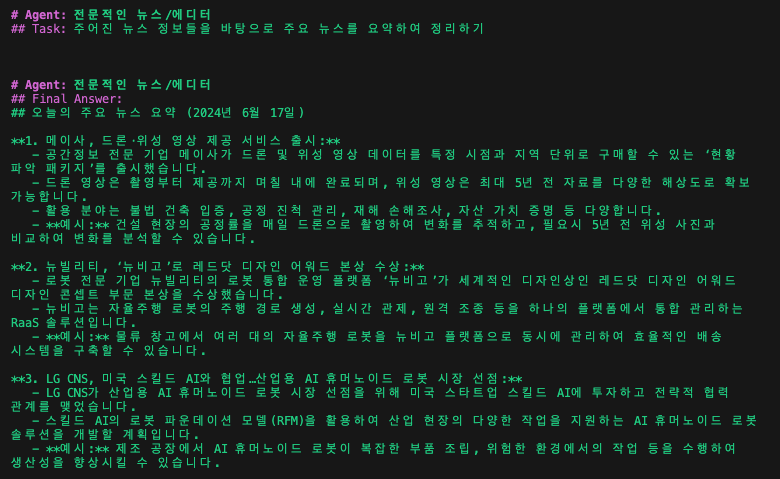 # Agent: 전문적인 뉴스/에디터
## Task: 주어진 뉴스 정보들을 바탕으로 주요 뉴스를 요약하여 정리하기
# Agent: 전문적인 뉴스/에디터
## Final Answer:
## 오늘의 주요 뉴스 요약 (2024년 6월 17일)
**1. 메이사, 드론·위성 영상 제공 서비스 출시:**
- 공간정보 전문 기업 메이사가 드론 및 위성 영상 데이터를 특정 시점과 지역 단위로 구매할 수 있는 ‘현황
파악 패키지’를 출시했습니다.
- 드론 영상은 촬영부터 제공까지 며칠 내에 완료되며, 위성 영상은 최대 5년 전 자료를 다양한 해상도로 확보
가능합니다.
- 활용 분야는 불법 건축 입증, 공정 진척 관리, 재해 손해조사, 자산 가치 증명 등 다양합니다.
- **예시:** 건설 현장의 공정률을 매일 드론으로 촬영하여 변화를 추적하고, 필요시 5년 전 위성 사진과
비교하여 변화를 분석할 수 있습니다.
**2. 뉴빌리티, ‘뉴비고’로 레드닷 디자인 어워드 본상 수상:**
- 로봇 전문 기업 뉴빌리티의 로봇 통합 운영 플랫폼 ‘뉴비고’가 세계적인 디자인상인 레드닷 디자인 어워드
디자인 콘셉트 부문 본상을 수상했습니다.
- 뉴비고는 자율주행 로봇의 주행 경로 생성, 실시간 관제, 원격 조종 등을 하나의 플랫폼에서 통합 관리하는
RaaS 솔루션입니다.
- **예시:** 물류 창고에서 여러 대의 자율주행 로봇을 뉴비고 플랫폼으로 동시에 관리하여 효율적인 배송
시스템을 구축할 수 있습니다.
**3. LG CNS, 미국 스킬드 AI와 협업…산업용 AI 휴머노이드 로봇 시장 선점:**
- LG CNS가 산업용 AI 휴머노이드 로봇 시장 선점을 위해 미국 스타트업 스킬드 AI에 투자하고 전략적 협력
관계를 맺었습니다.
- 스킬드 AI의 로봇 파운데이션 모델(RFM)을 활용하여 산업 현장의 다양한 작업을 지원하는 AI 휴머노이드 로봇
솔루션을 개발할 계획입니다.
- **예시:** 제조 공장에서 AI 휴머노이드 로봇이 복잡한 부품 조립, 위험한 환경에서의 작업 등을 수행하여
생산성을 향상시킬 수 있습니다.